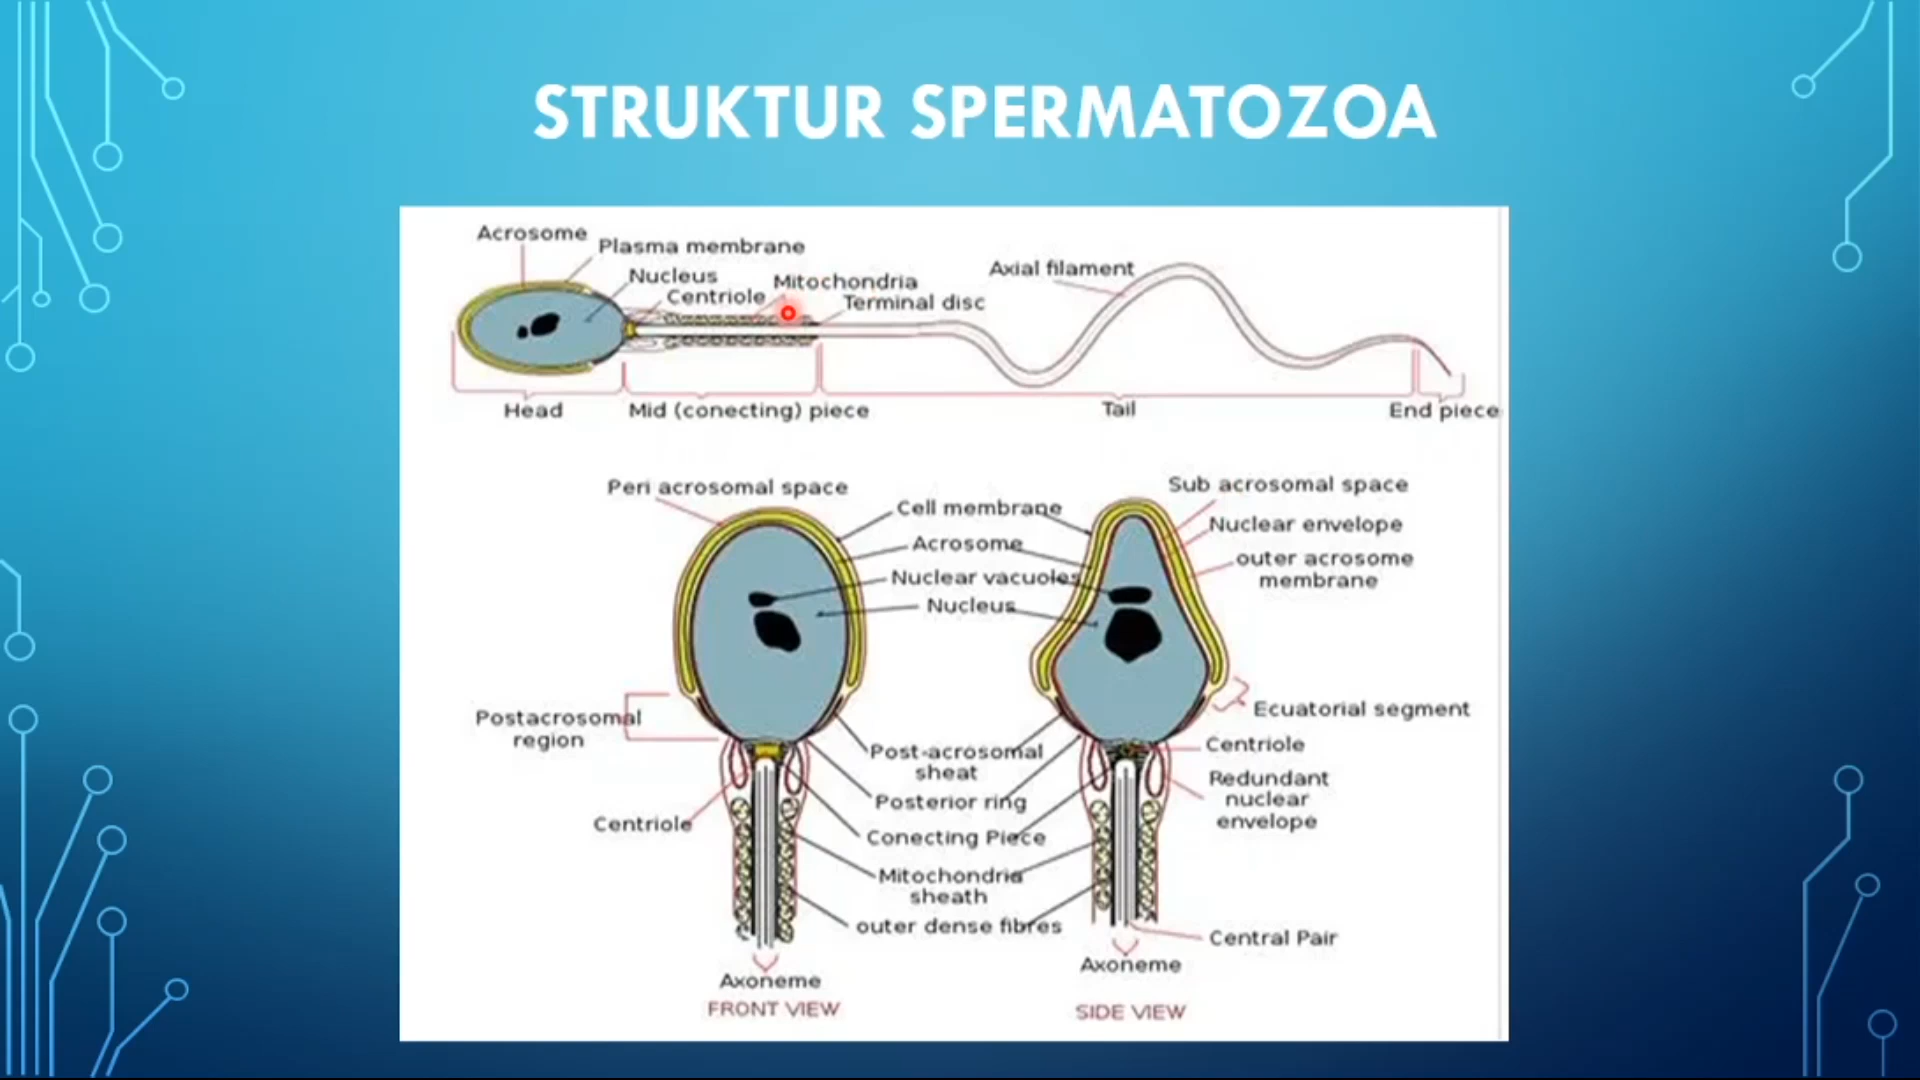 STRUKTUR SPERMATOZOA
Acrosome
Plasma membrane
Nucleus
Mitochondria
Centriole
Terminal disc
Axial filament
Head
Mid (conecting) piece
Tail
End piece
Peri acrosomal space
Cell membrane
Acrosome
Nuclear vacuoles
Nucleus
Sub acrosomal space
Nuclear envelope
outer acrosome
membrane
Postacrosomal
region
Ecuatorial segment
Post-acrosomal
sheat
Centriole
Posterior ring
Redundant
nuclear
envelope
Centriole
Conecting Piece
Mitochondria
sheath
outer dense fibres
Central Pair
Axoneme
FRONT VIEW
Axoneme
SIDE VIEW